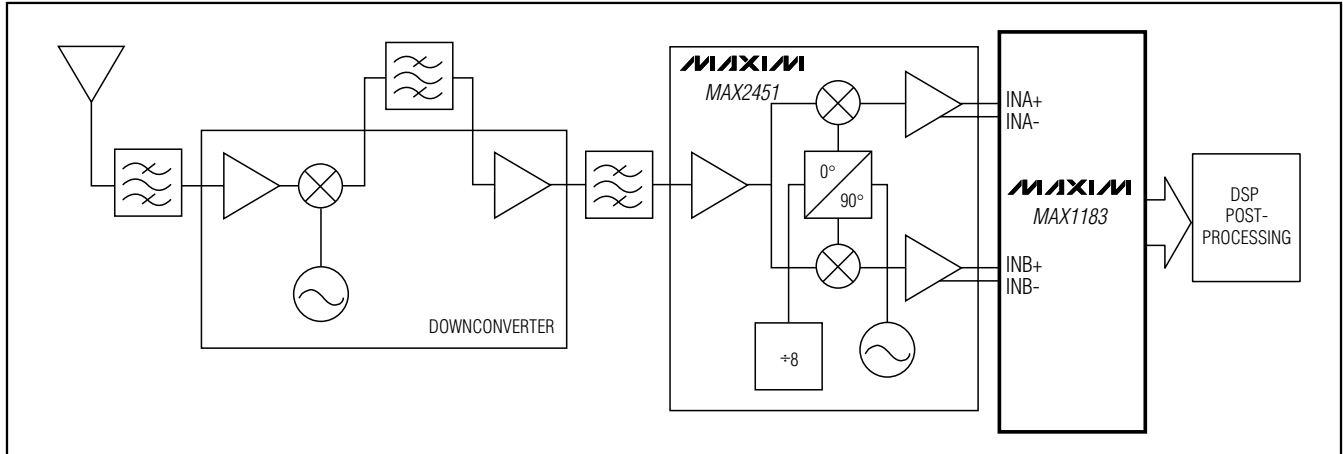 MAXIM
MAX2451
INA+
INA-
0°
90°
MAXIM
MAX1183
DSP
POST-
PROCESSING
INB+
INB-
DOWNCONVERTER
÷8